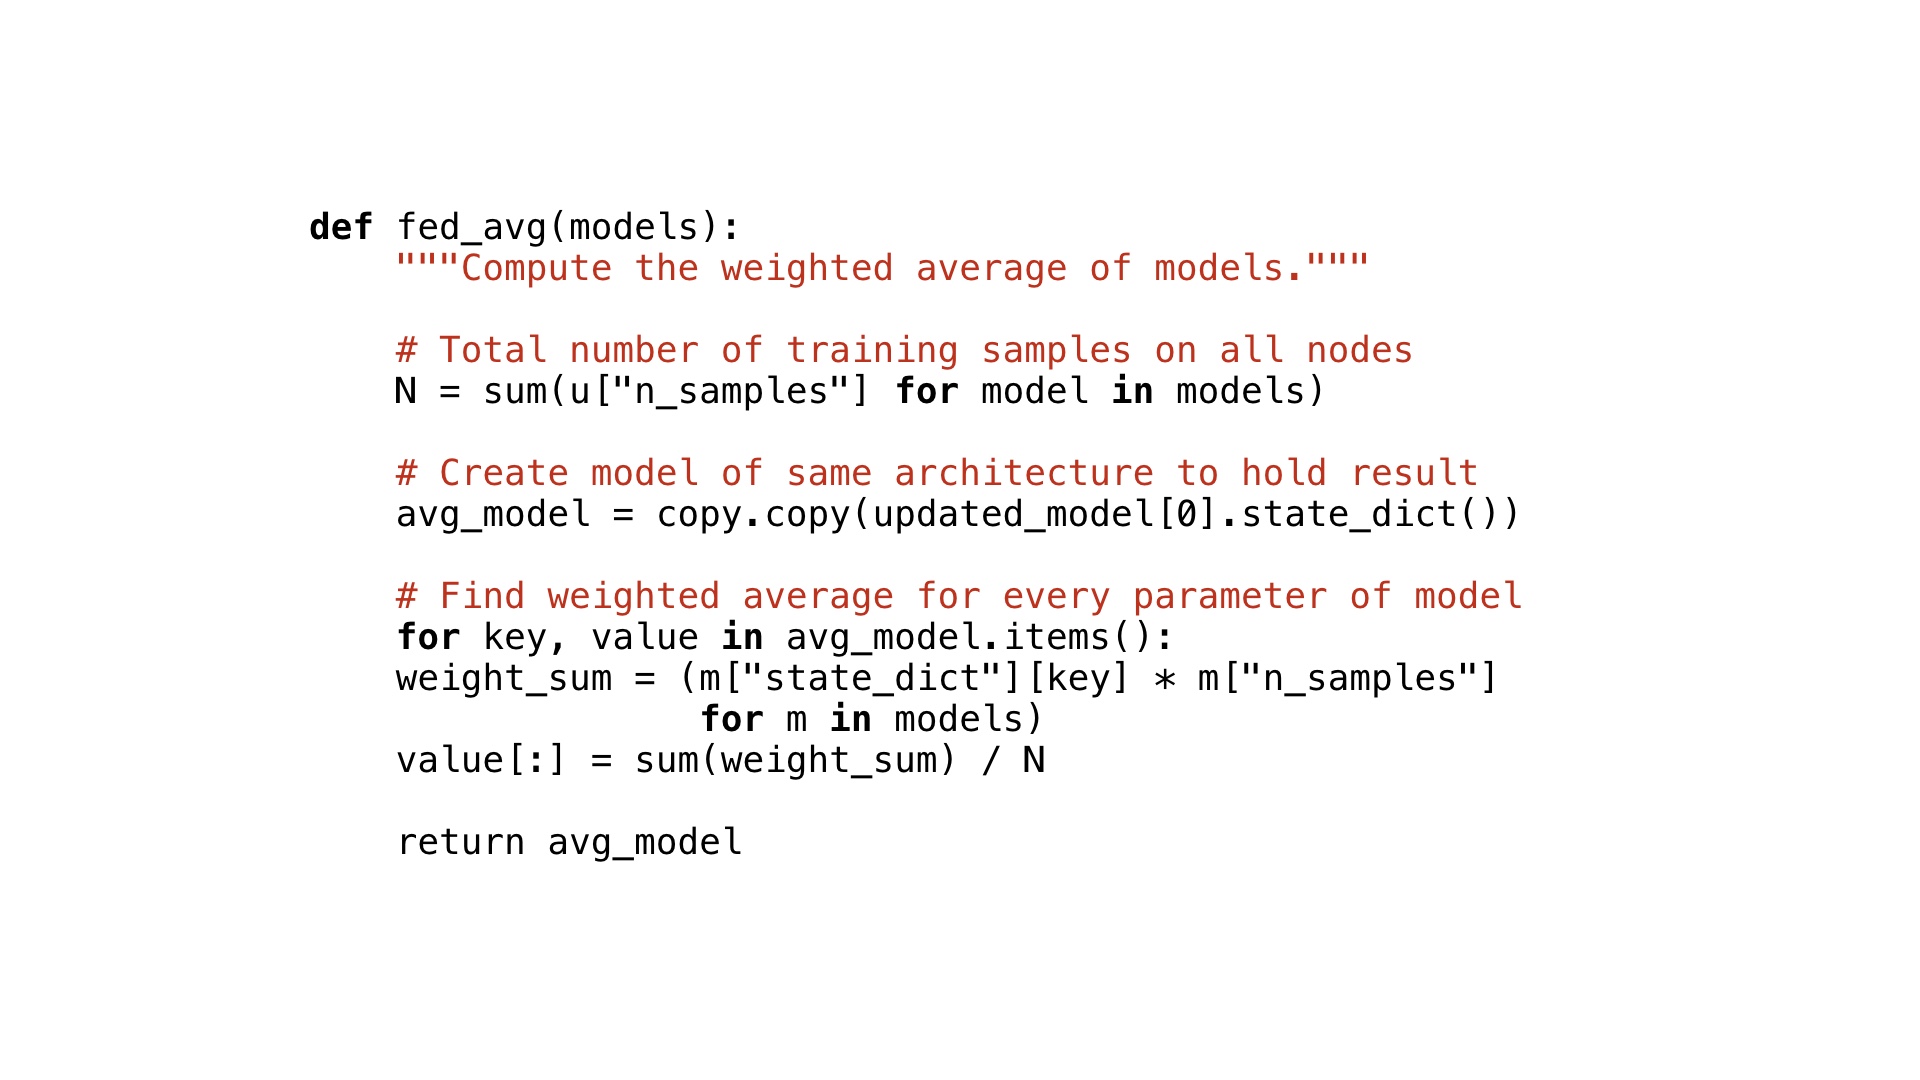 def fed_avg(models):
    """Compute the weighted average of models."""
    # Total number of training samples on all nodes
    N = sum(u["n_samples"] for model in models)
    # Create model of same architecture to hold result
    avg_model = copy.copy(updated_model[0].state_dict())
    # Find weighted average for every parameter of model
    for key, value in avg_model.items():
    weight_sum = (m["state_dict"][key] * m["n_samples"]
                  for m in models)
    value[:] = sum(weight_sum) / N
    return avg_model